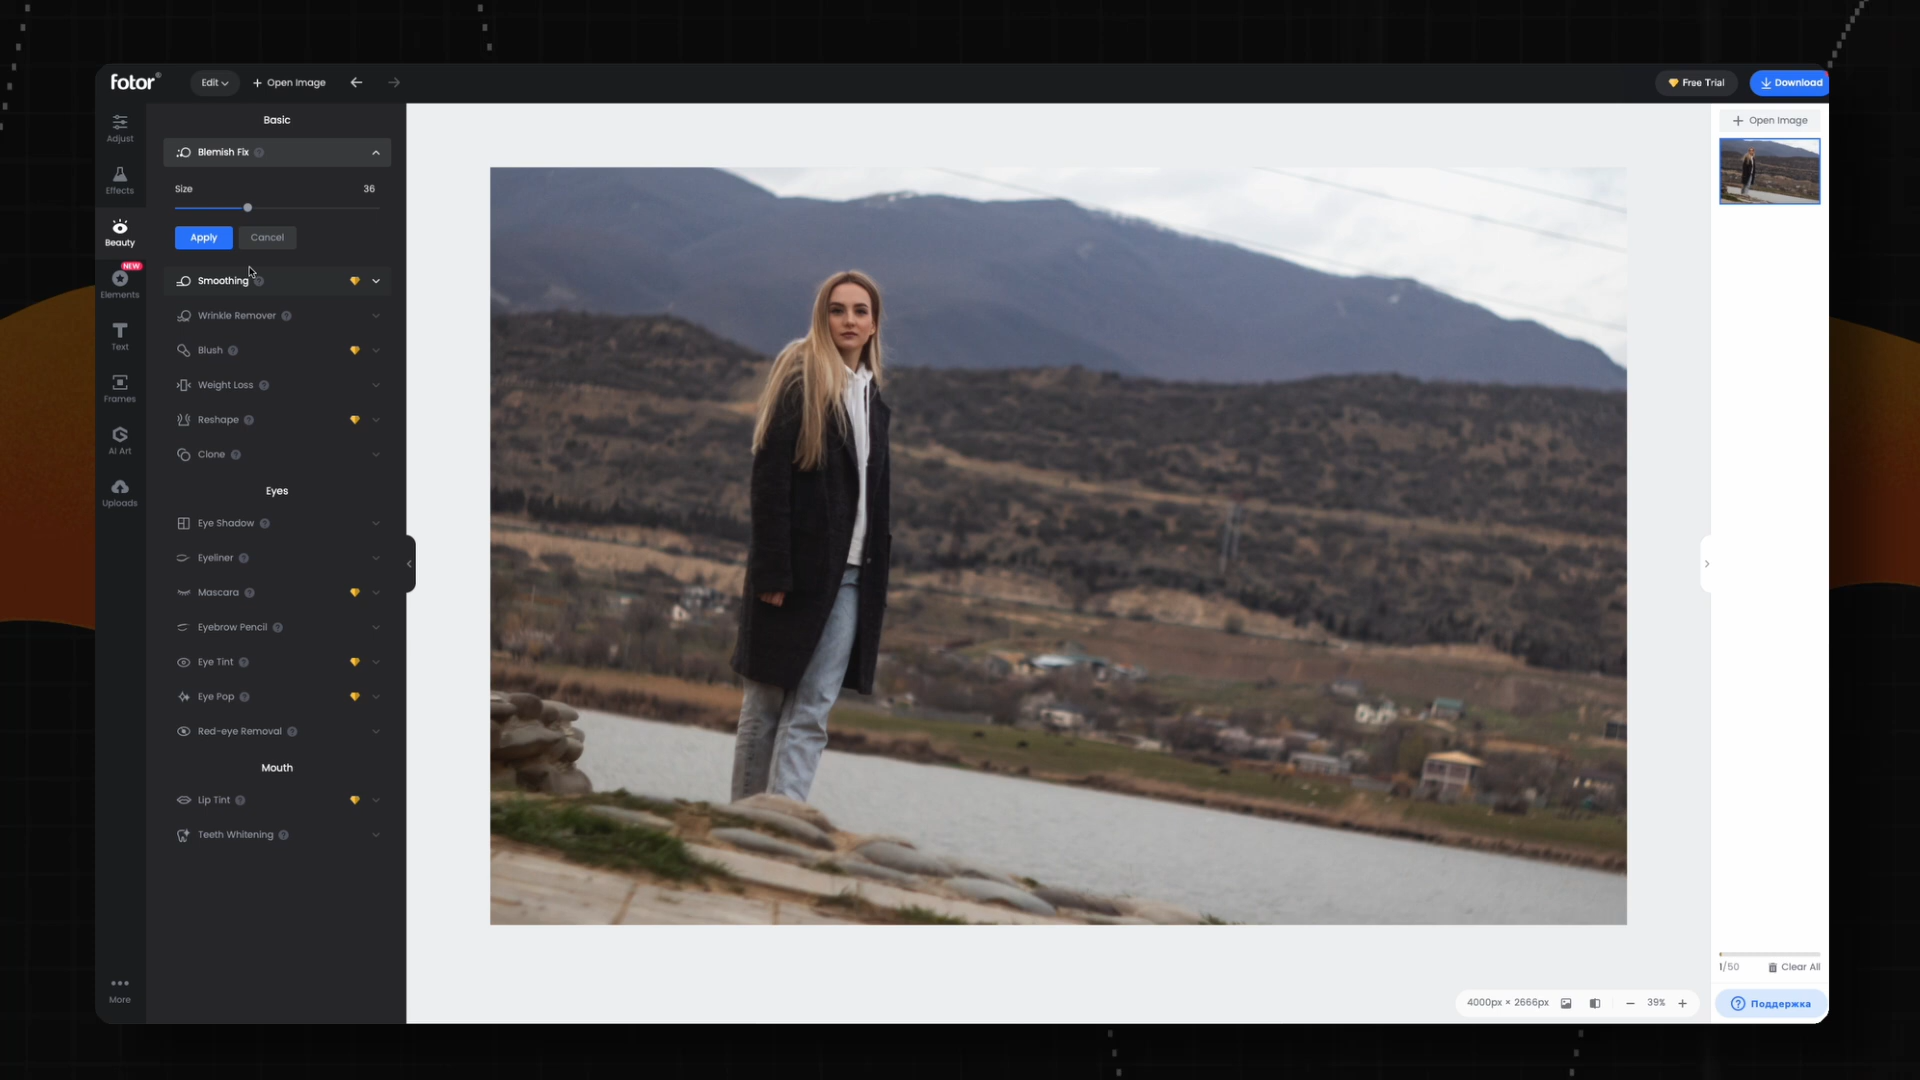 fotor®
Edit
+ Open Image
Free Trial
Download
Adjust
Effects
Beauty
NEW
Elements
Text
Frames
AI Art
Uploads
More
Basic
Blemish Fix ?
Size 36
Apply Cancel
Smoothing ?
Wrinkle Remover ?
Blush ?
Weight Loss ?
Reshape ?
Clone ?
Eyes
Eye Shadow ?
Eyeliner ?
Mascara ?
Eyebrow Pencil ?
Eye Tint ?
Eye Pop ?
Red-eye Removal ?
Mouth
Lip Tint ?
Teeth Whitening ?
+ Open Image
1/50 Clear All
4000px × 2666px
− 39% +
? Поддержка